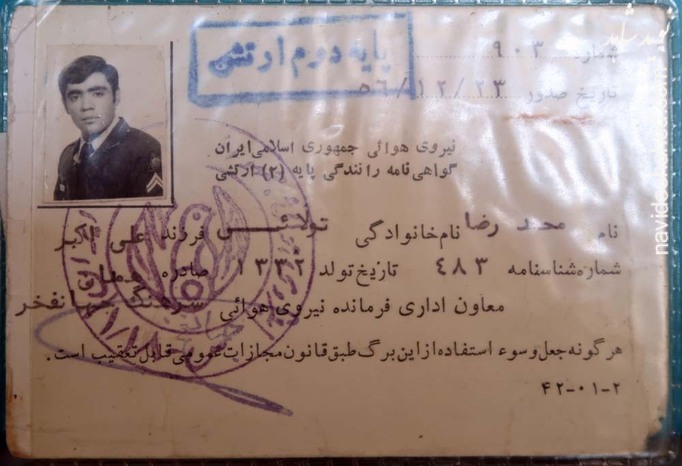 پایه دوم ارتشی
شماره ۹۰۳
تاریخ صدور ۵۶/۱۲/۲۳
نیروی هوائی جمهوری اسلامی ایران
گواهی نامه رانندگی پایه (۲) ارتشی
نام محمد رضا نام خانوادگی تولائی فرزند علی اکبر
شماره شناسنامه ۴۸۳ تاریخ تولد ۱۳۳۲ صادره
معاون اداری فرمانده نیروی هوائی سرهنگ جهانفخر
هر گونه جعل و سوء استفاده از این برگ طبق قانون مجازات عمومی قابل تعقیب است.
۴۲-۰۱-۲